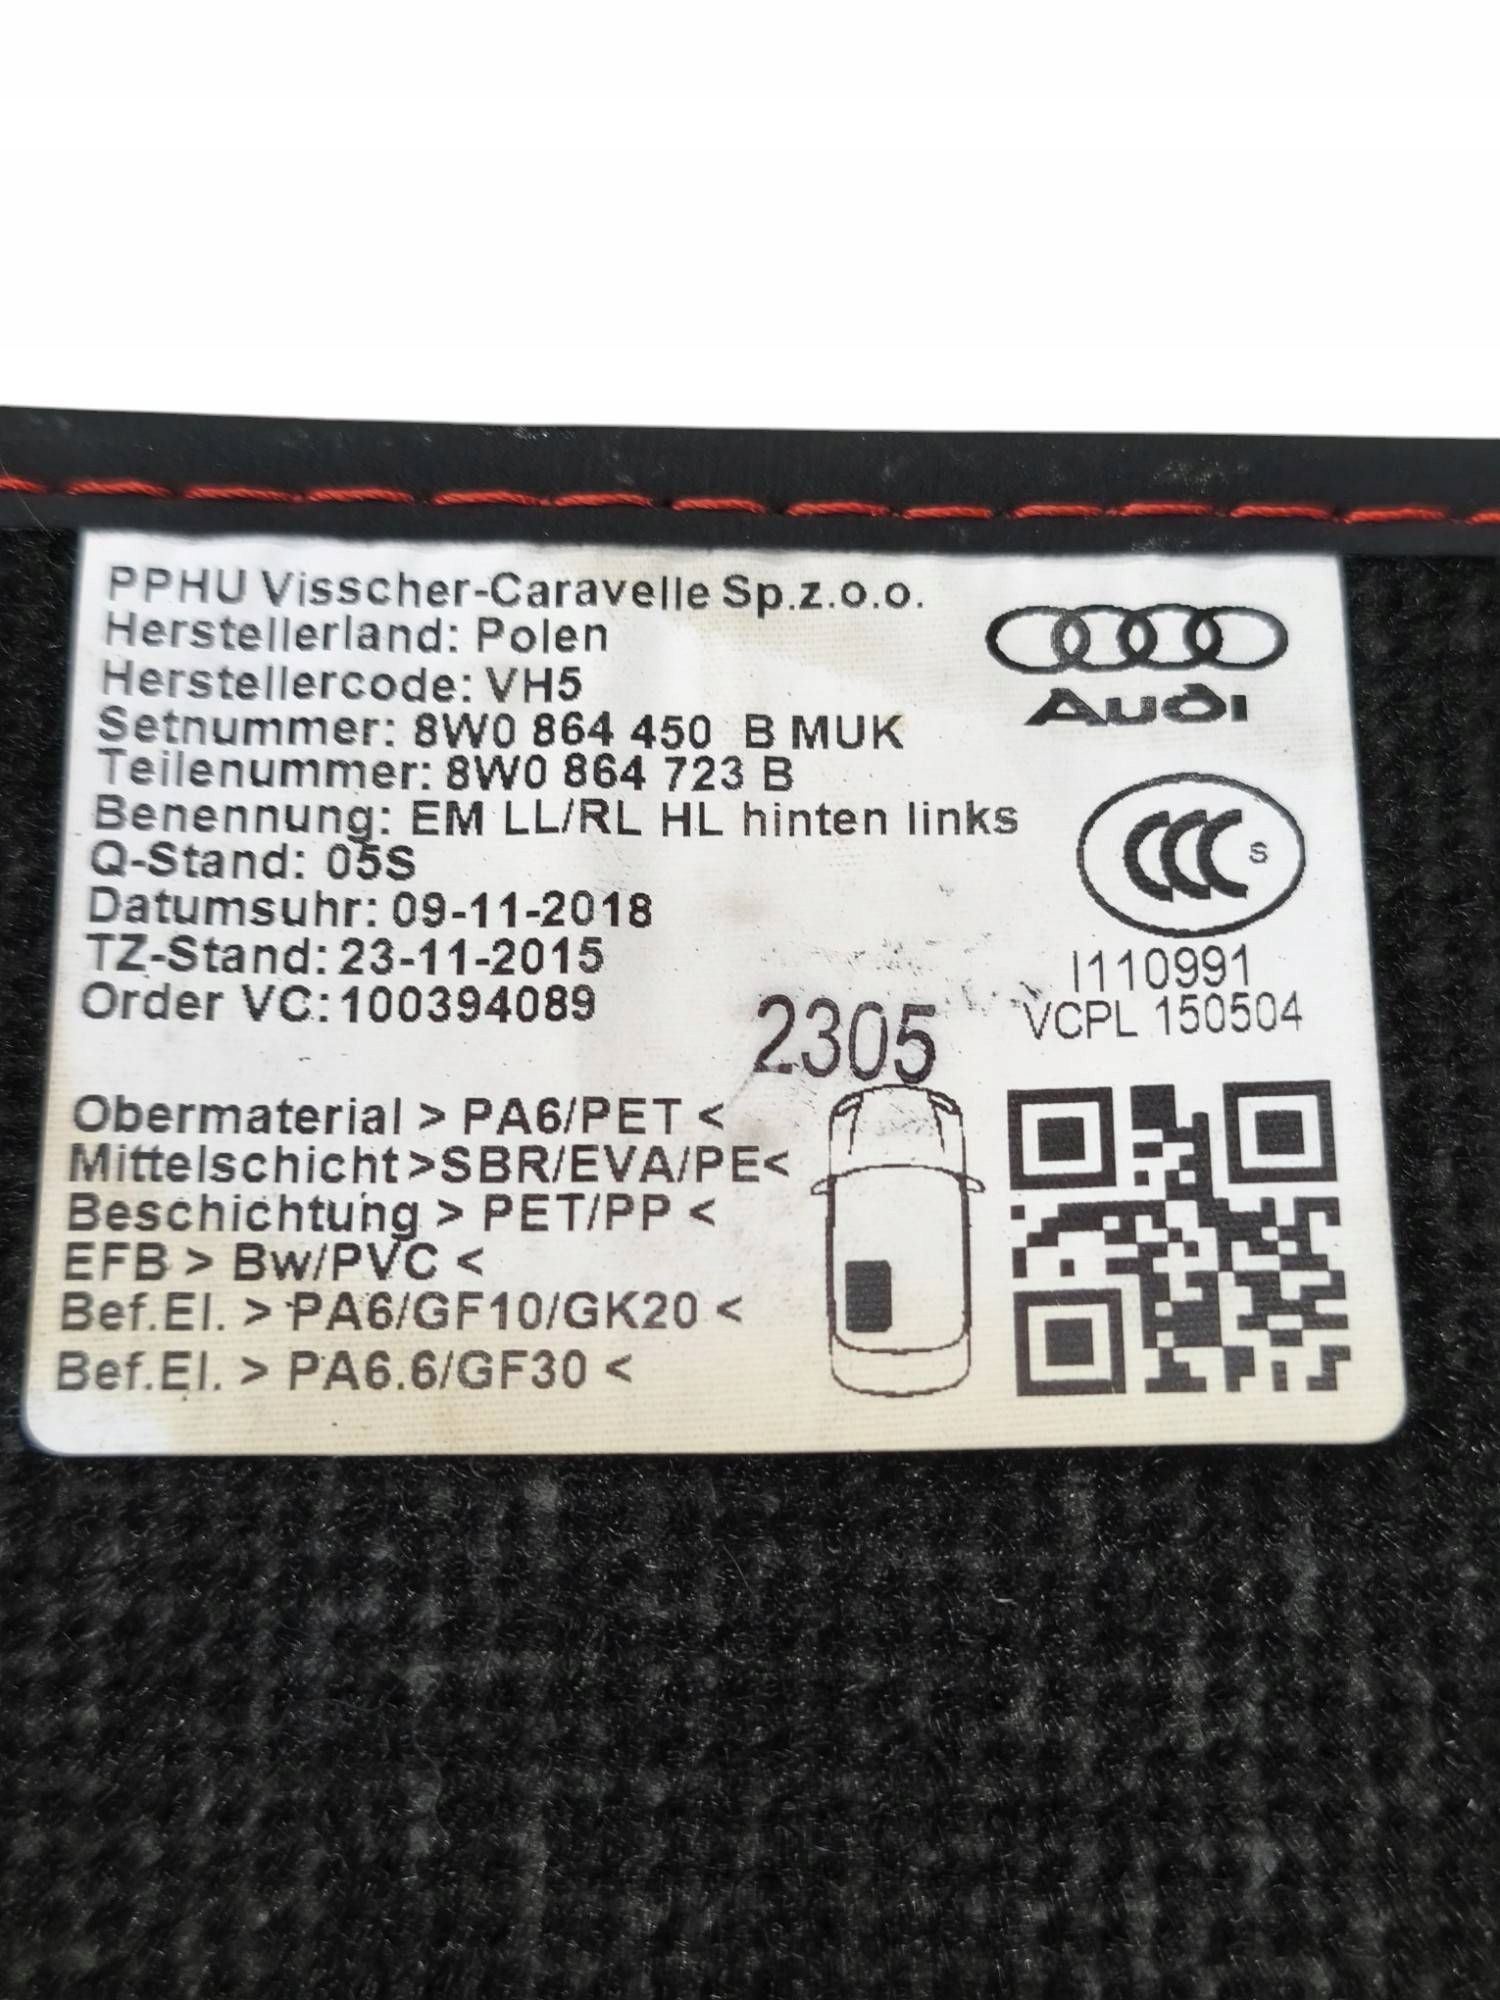 PPHU Visscher-Caravelle Sp.z.o.o.
Herstellerland: Polen
Herstellercode: VH5
Setnummer: 8W0 864 450 B MUK
Teilenummer: 8W0 864 723 B
Benennung: EM LL/RL HL hinten links
Q-Stand: 05S
Datumsuhr: 09-11-2018
TZ-Stand: 23-11-2015
Order VC: 100394089
Audi
CCC S
I110991
VCPL 150504
2305
Obermaterial > PA6/PET <
Mittelschicht >SBR/EVA/PE<
Beschichtung > PET/PP <
EFB > Bw/PVC <
Bef.El. > PA6/GF10/GK20 <
Bef.El. > PA6.6/GF30 <